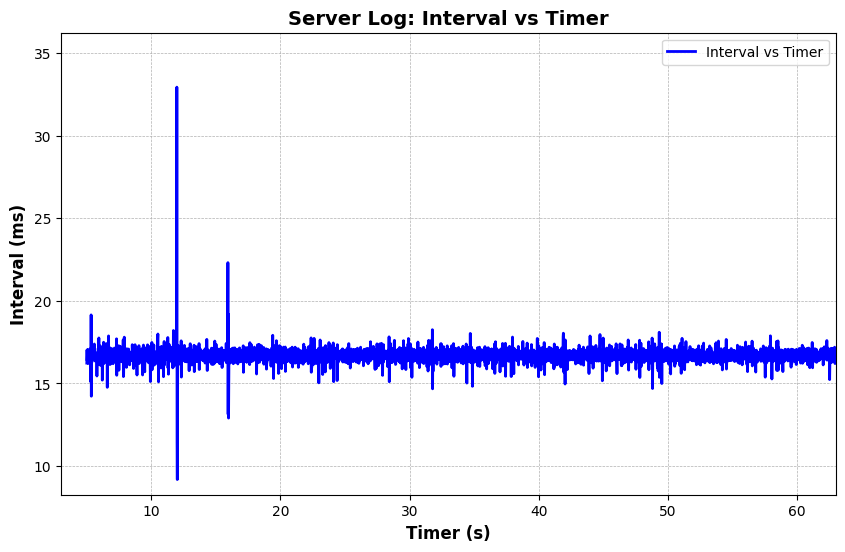 Server Log: Interval vs Timer
Interval vs Timer
35
30
25
20
15
10
Interval (ms)
10 20 30 40 50 60
Timer (s)